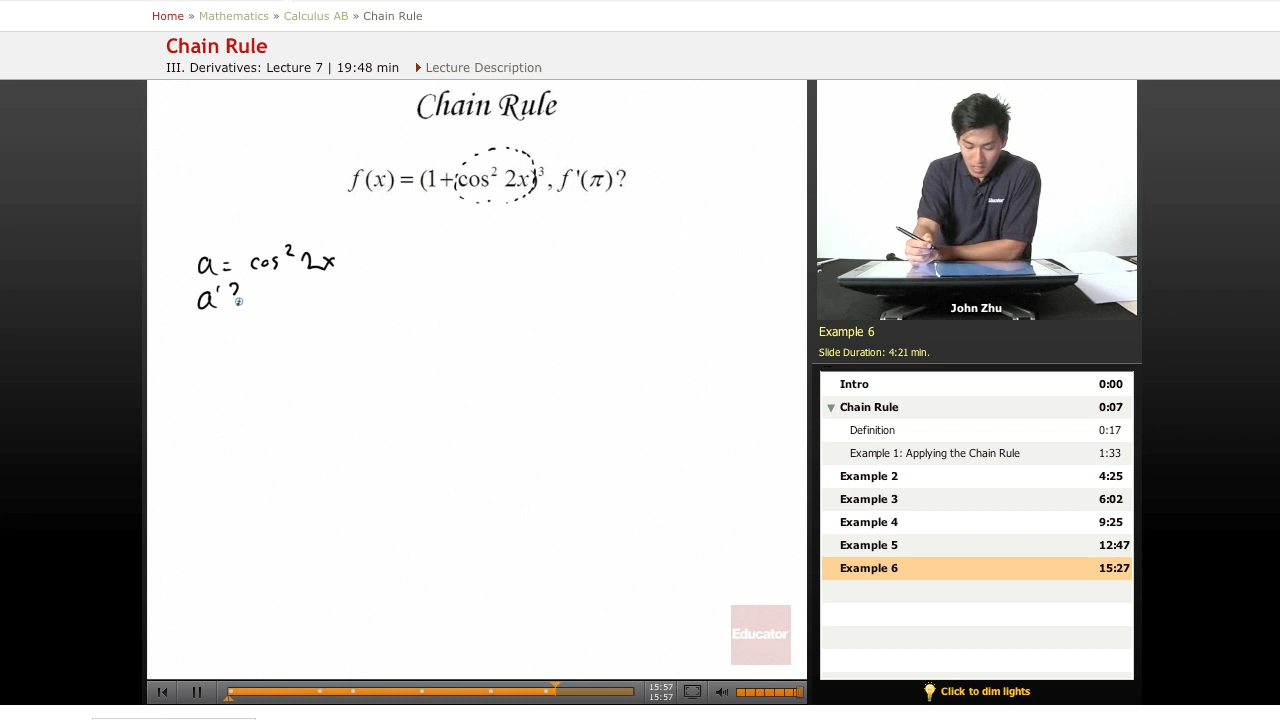 Home » Mathematics » Calculus AB » Chain Rule
Chain Rule
III. Derivatives: Lecture 7 | 19:48 min Lecture Description
Chain Rule
f(x) = (1+cos² 2x)³, f'(π)?
a = cos² 2x
a' ?
Educator
John Zhu
Example 6
Slide Duration: 4:21 min.
Intro 0:00
Chain Rule 0:07
Definition 0:17
Example 1: Applying the Chain Rule 1:33
Example 2 4:25
Example 3 6:02
Example 4 9:25
Example 5 12:47
Example 6 15:27
Educator
15:57
15:57
Click to dim lights